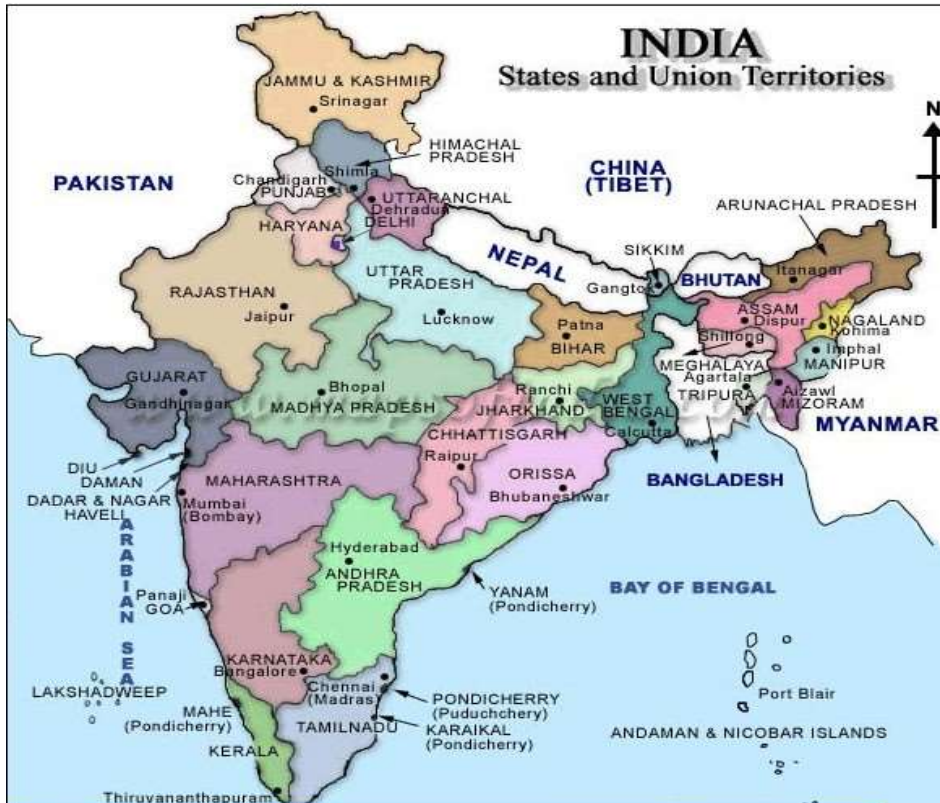 INDIA
States and Union Territories
N
JAMMU & KASHMIR
Srinagar
HIMACHAL
PRADESH
PAKISTAN
CHINA
(TIBET)
Shimla
Chandigarh
PUNJAB
UTTARANCHAL
Dehradun
DELHI
HARYANA
ARUNACHAL PRADESH
Itanagar
NEPAL
SIKKIM
Gangtok
BHUTAN
RAJASTHAN
Jaipur
UTTAR
PRADESH
Lucknow
ASSAM
Dispur
NAGALAND
Kohima
Shillong
MEGHALAYA
Imphal
MANIPUR
Patna
BIHAR
GUJARAT
Gandhinagar
Bhopal
MADHYA PRADESH
Ranchi
JHARKHAND
WEST
BENGAL
Calcutta
Agartala
TRIPURA
Aizawl
MIZORAM
MYANMAR
CHHATTISGARH
Raipur
BANGLADESH
DIU
DAMAN
DADAR & NAGAR
HAVELI
MAHARASHTRA
Mumbai
(Bombay)
ORISSA
Bhubaneshwar
ARABIAN SEA
Hyderabad
ANDHRA
PRADESH
YANAM
(Pondicherry)
BAY OF BENGAL
Panaji
GOA
KARNATAKA
Bangalore
LAKSHADWEEP
Chennai
(Madras)
PONDICHERRY
(Puduchchery)
MAHE
(Pondicherry)
TAMILNADU
KARAIKAL
(Pondicherry)
KERALA
Thiruvananthapuram
Port Blair
ANDAMAN & NICOBAR ISLANDS